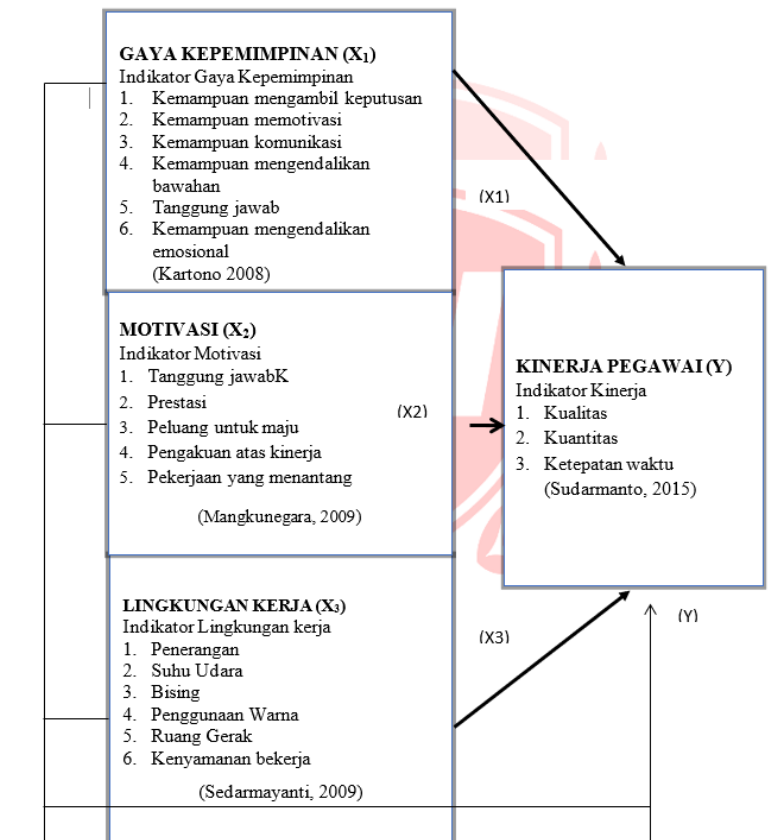 GAYA KEPEMIMPINAN (X₁)
Indikator Gaya Kepemimpinan
1. Kemampuan mengambil keputusan
2. Kemampuan memotivasi
3. Kemampuan komunikasi
4. Kemampuan mengendalikan
bawahan
5. Tanggung jawab
6. Kemampuan mengendalikan
emosional
(Kartono 2008)
(X1)
MOTIVASI (X₂)
Indikator Motivasi
1. Tanggung jawabK
2. Prestasi
3. Peluang untuk maju
4. Pengakuan atas kinerja
5. Pekerjaan yang menantang
(Mangkunegara, 2009)
(X2)
KINERJA PEGAWAI (Y)
Indikator Kinerja
1. Kualitas
2. Kuantitas
3. Ketepatan waktu
(Sudarmanto, 2015)
LINGKUNGAN KERJA (X₃)
Indikator Lingkungan kerja
1. Penerangan
2. Suhu Udara
3. Bising
4. Penggunaan Warna
5. Ruang Gerak
6. Kenyamanan bekerja
(Sedarmayanti, 2009)
(X3)
(Y)